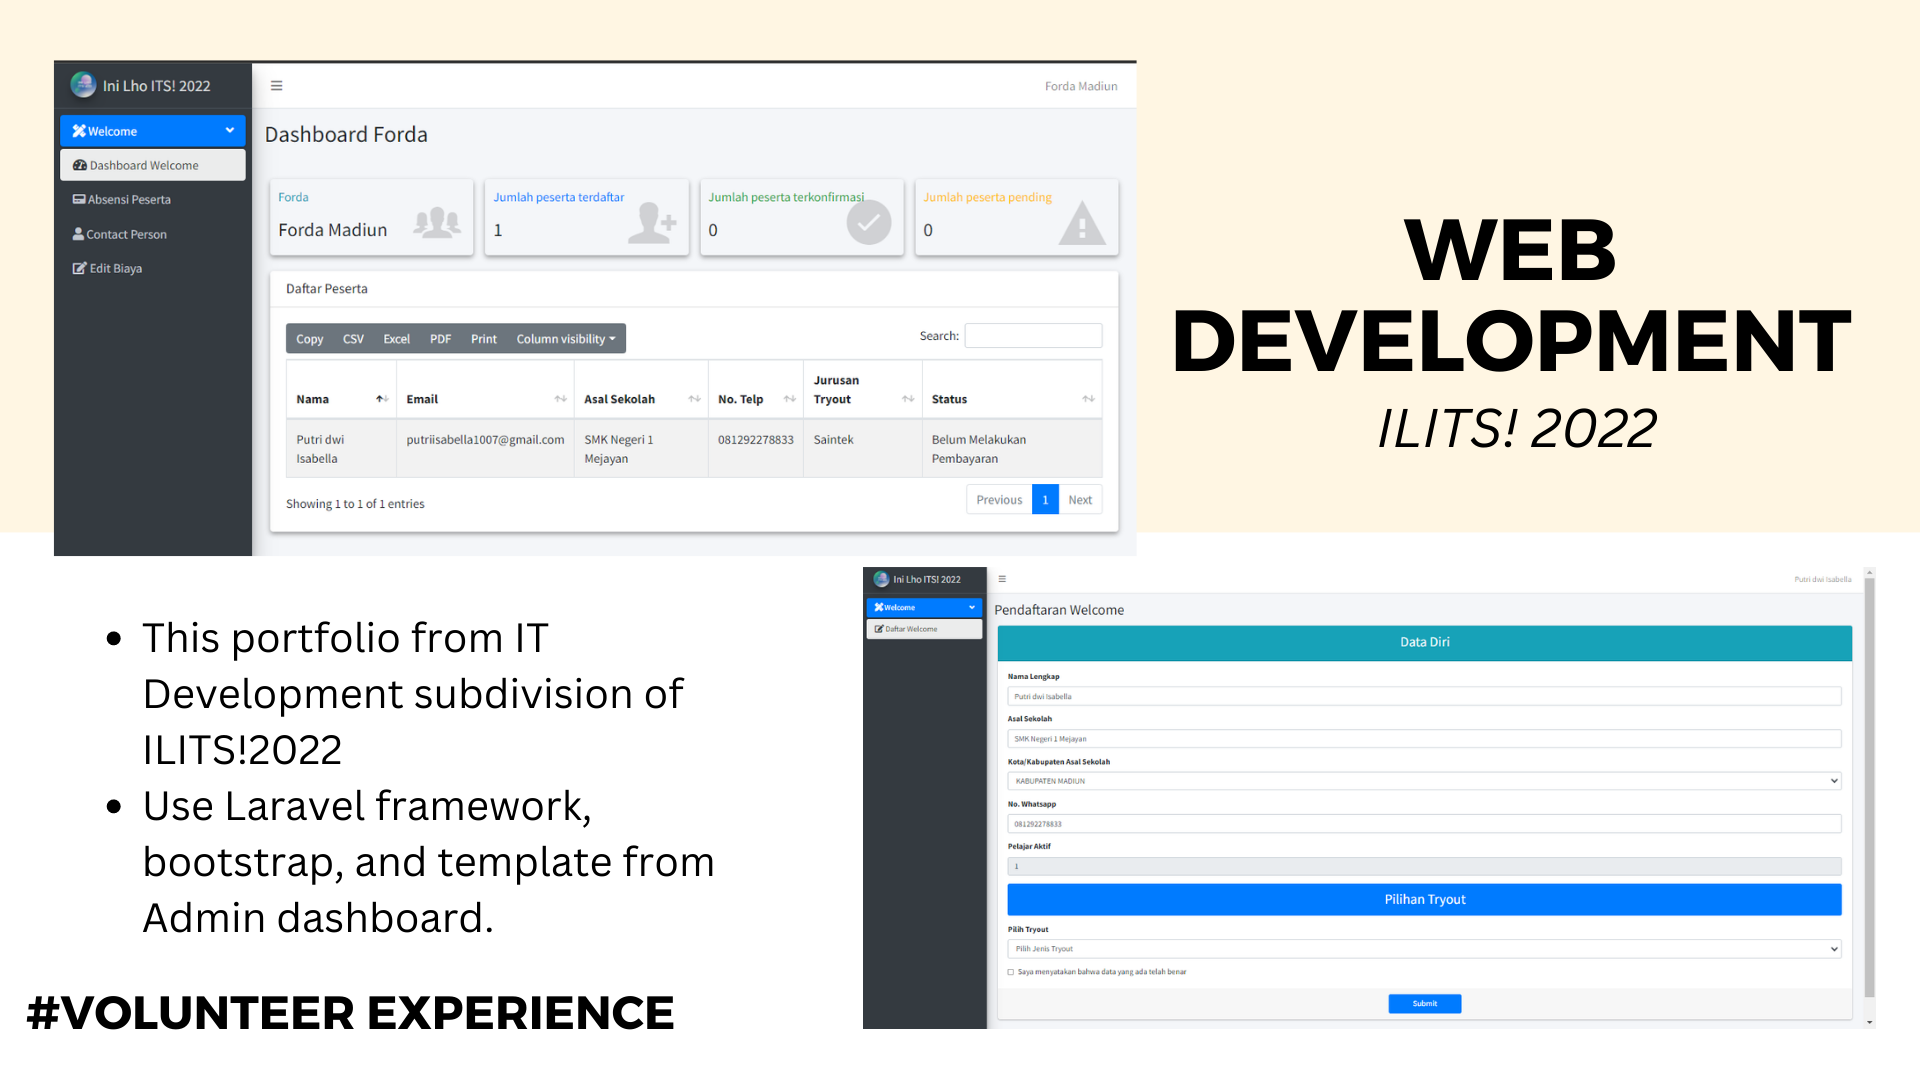 Ini Lho ITS! 2022
Forda Madiun
Welcome
Dashboard Welcome
Absensi Peserta
Contact Person
Edit Biaya
Dashboard Forda
Forda
Forda Madiun
Jumlah peserta terdaftar
1
Jumlah peserta terkonfirmasi
0
Jumlah peserta pending
0
Daftar Peserta
Copy CSV Excel PDF Print Column visibility
Search:
Nama Email Asal Sekolah No. Telp Jurusan Tryout Status
Putri dwi Isabella putriisabella1007@gmail.com SMK Negeri 1 Mejayan 081292278833 Saintek Belum Melakukan Pembayaran
Showing 1 to 1 of 1 entries
Previous 1 Next
WEB
DEVELOPMENT
ILITS! 2022
• This portfolio from IT
Development subdivision of
ILITS!2022
• Use Laravel framework,
bootstrap, and template from
Admin dashboard.
#VOLUNTEER EXPERIENCE
Ini Lho ITS! 2022
Putri dwi Isabella
Welcome
Daftar Welcome
Pendaftaran Welcome
Data Diri
Nama Lengkap
Putri dwi Isabella
Asal Sekolah
SMK Negeri 1 Mejayan
Kota/Kabupaten Asal Sekolah
KABUPATEN MADIUN
No. Whatsapp
081292278833
Pelajar Aktif
1
Pilihan Tryout
Pilih Tryout
Pilih Jenis Tryout
Saya menyatakan bahwa data yang ada telah benar
Submit